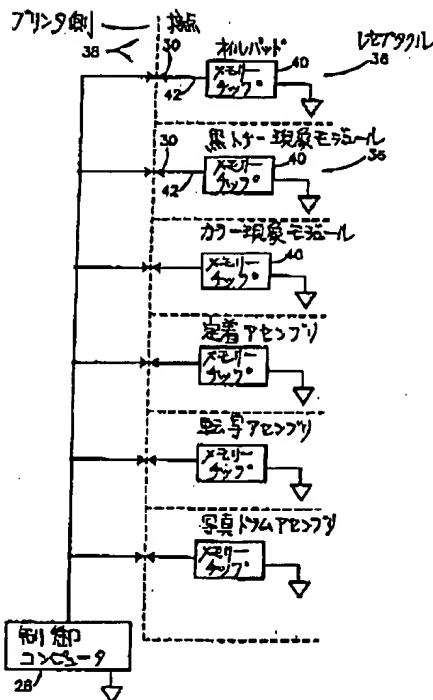 プリンタ側 接点
38 30 オイルパッド レセプタクル
メモリー チップ 40 36
42
黒トナー現象モジュール
30 メモリー チップ 40 36
42
カラー現象モジュール
メモリー チップ 40
定着アセンブリ
メモリー チップ
転写アセンブリ
メモリー チップ
写真ドラムアセンブリ
メモリー チップ
制御
コンピュータ
28